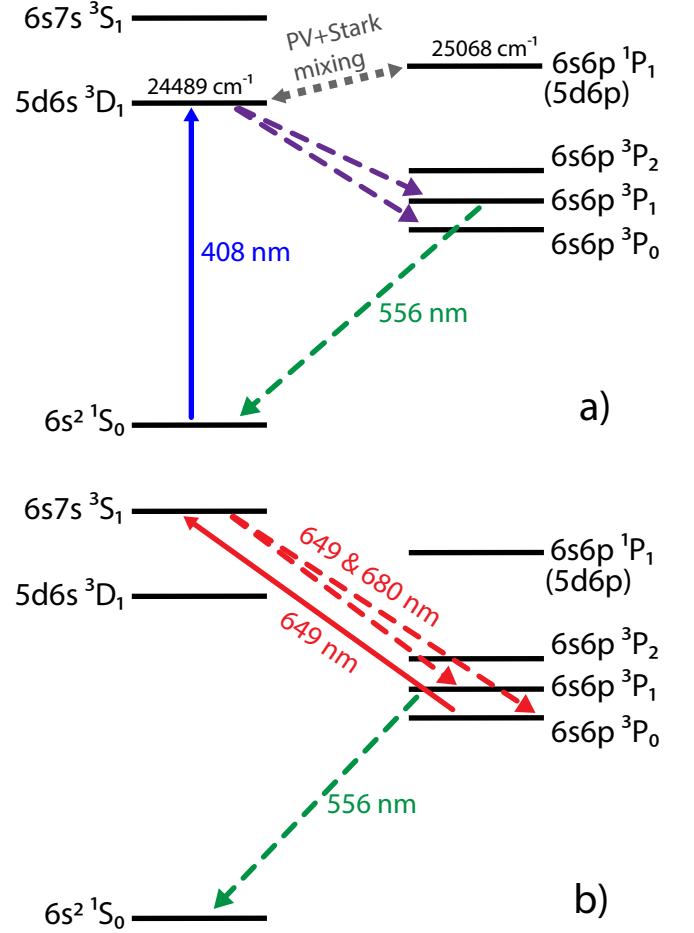 6s7s ³S₁
PV+Stark
mixing
24489 cm⁻¹
25068 cm⁻¹
6s6p ¹P₁
(5d6p)
5d6s ³D₁
6s6p ³P₂
6s6p ³P₁
6s6p ³P₀
408 nm
556 nm
6s² ¹S₀
a)
6s7s ³S₁
649 & 680 nm
6s6p ¹P₁
(5d6p)
5d6s ³D₁
649 nm
6s6p ³P₂
6s6p ³P₁
6s6p ³P₀
556 nm
6s² ¹S₀
b)